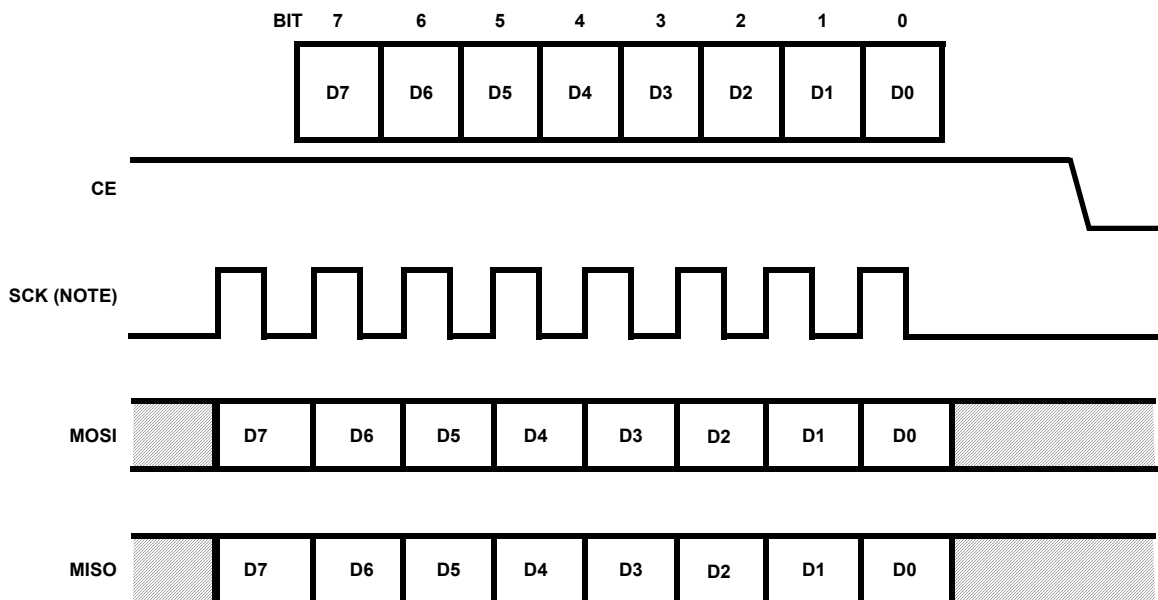 BIT 7 6 5 4 3 2 1 0
D7 D6 D5 D4 D3 D2 D1 D0
CE
SCK (NOTE)
MOSI D7 D6 D5 D4 D3 D2 D1 D0
MISO D7 D6 D5 D4 D3 D2 D1 D0